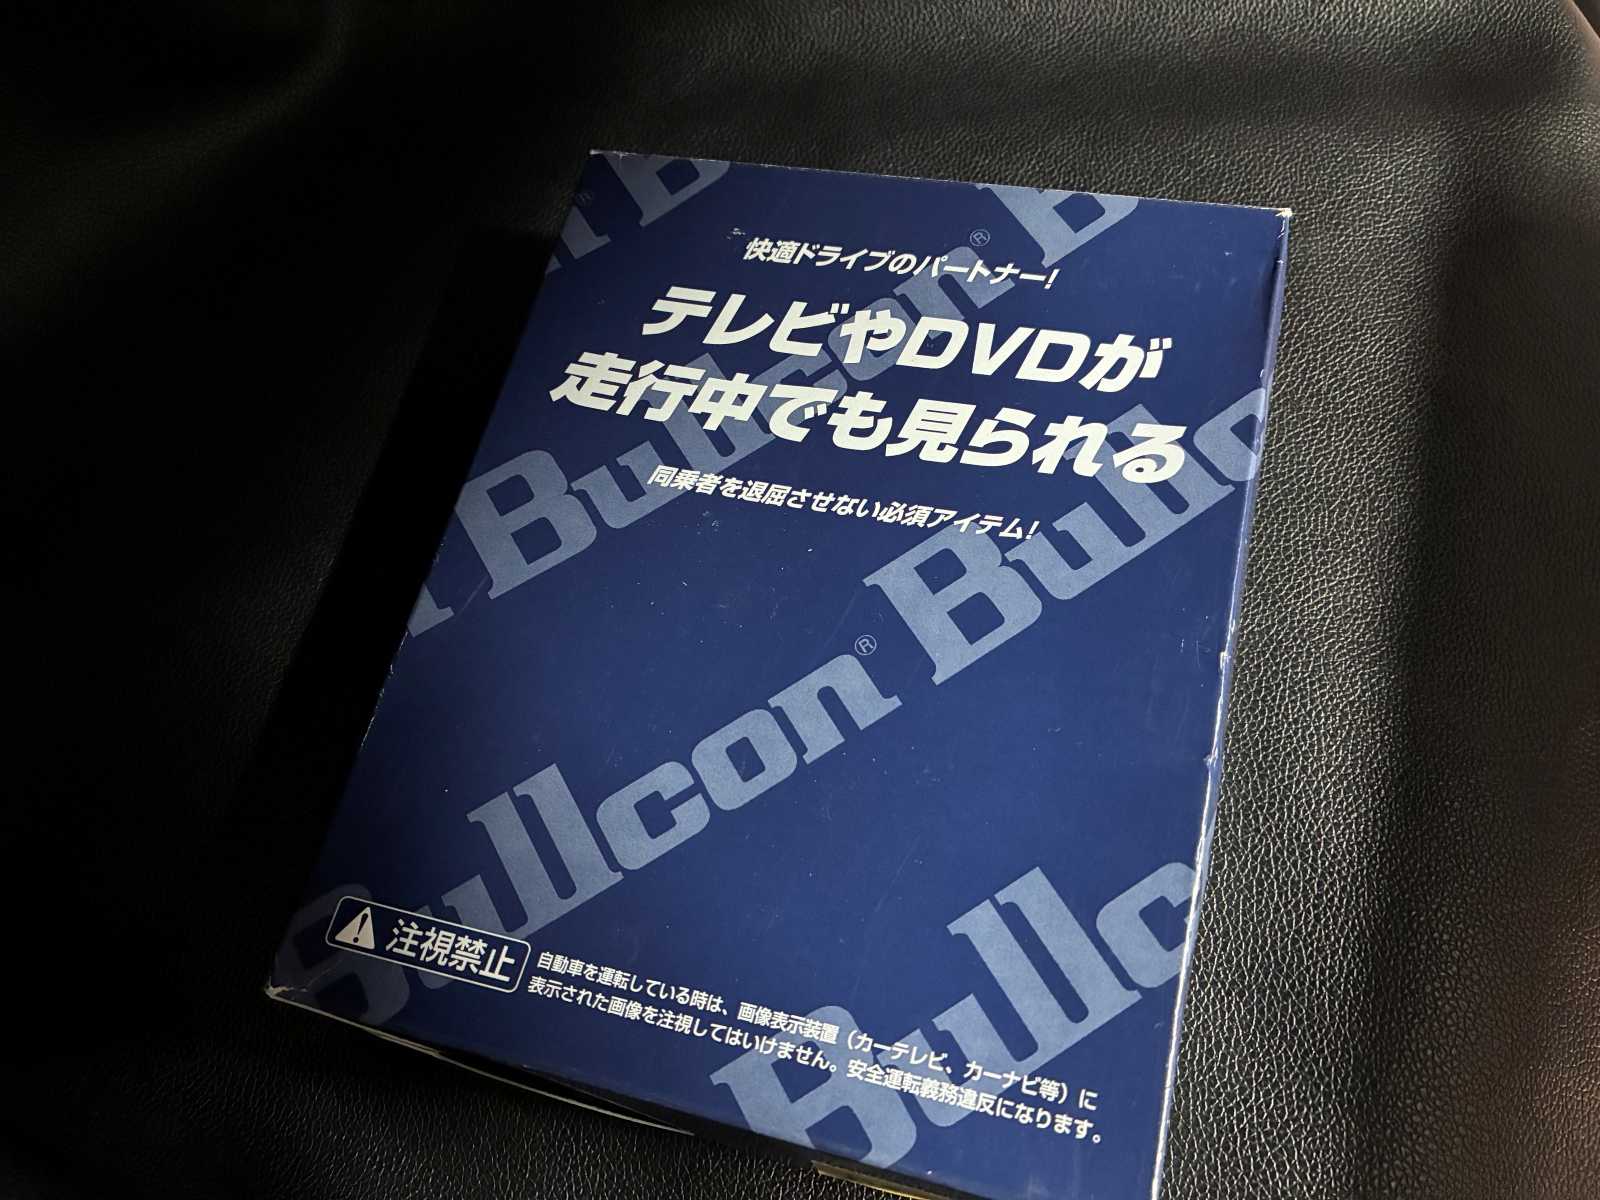 快適ドライブのパートナー!
テレビやDVDが
走行中でも見られる
同乗者を退屈させない必須アイテム!
Bullcon®
Bullcon®
Bullcon
Bullc
Bullcon®
Bullc
注視禁止
自動車を運転している時は、画像表示装置（カーテレビ、カーナビ等）に
表示された画像を注視してはいけません。安全運転義務違反になります。